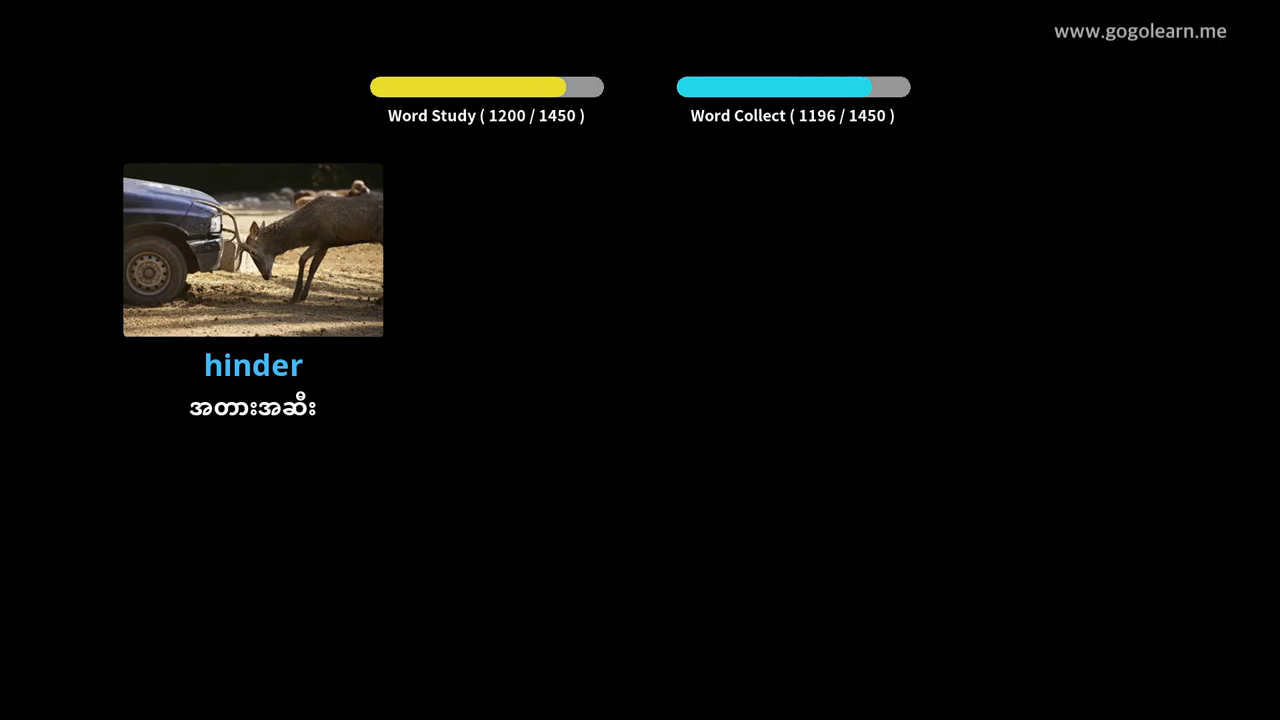 www.gogolearn.me
Word Study ( 1200 / 1450 )
Word Collect ( 1196 / 1450 )
hinder
အတားအဆီး